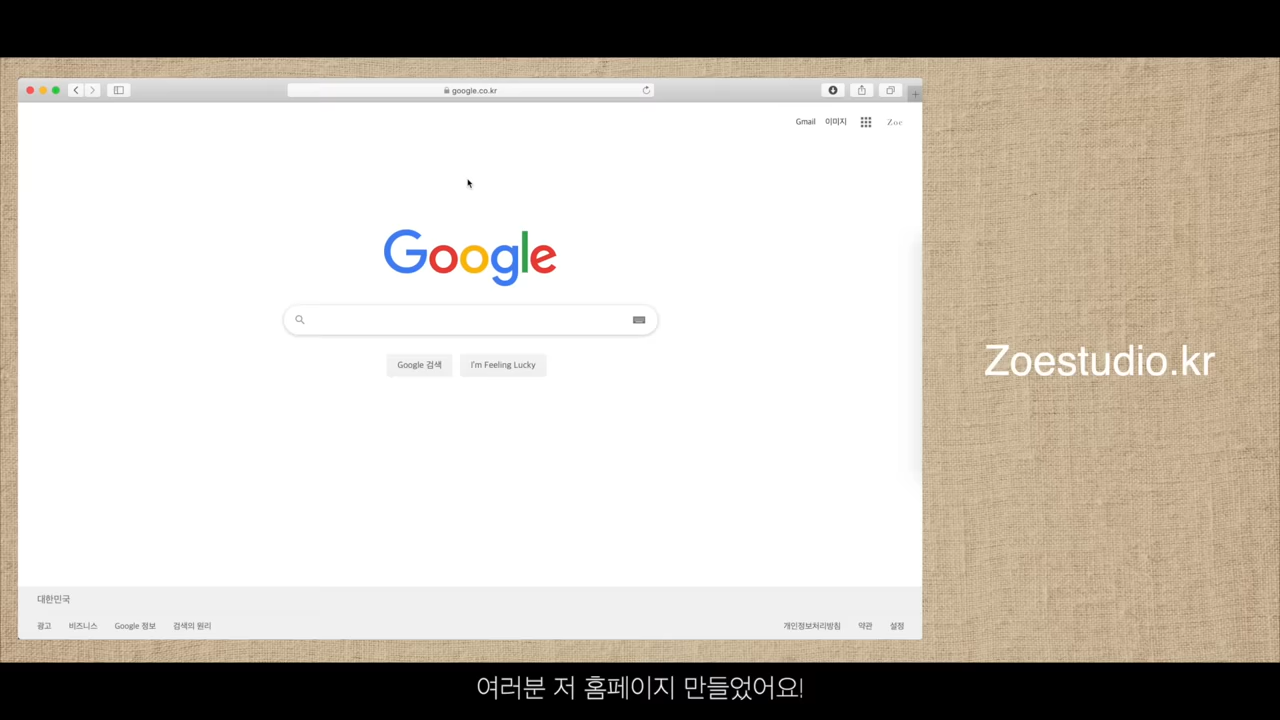 google.co.kr
Gmail 이미지 Zoe
Google
Google 검색 I'm Feeling Lucky
Zoestudio.kr
대한민국
광고 비즈니스 Google 정보 검색의 원리 개인정보처리방침 약관 설정
여러분 저 홈페이지 만들었어요!